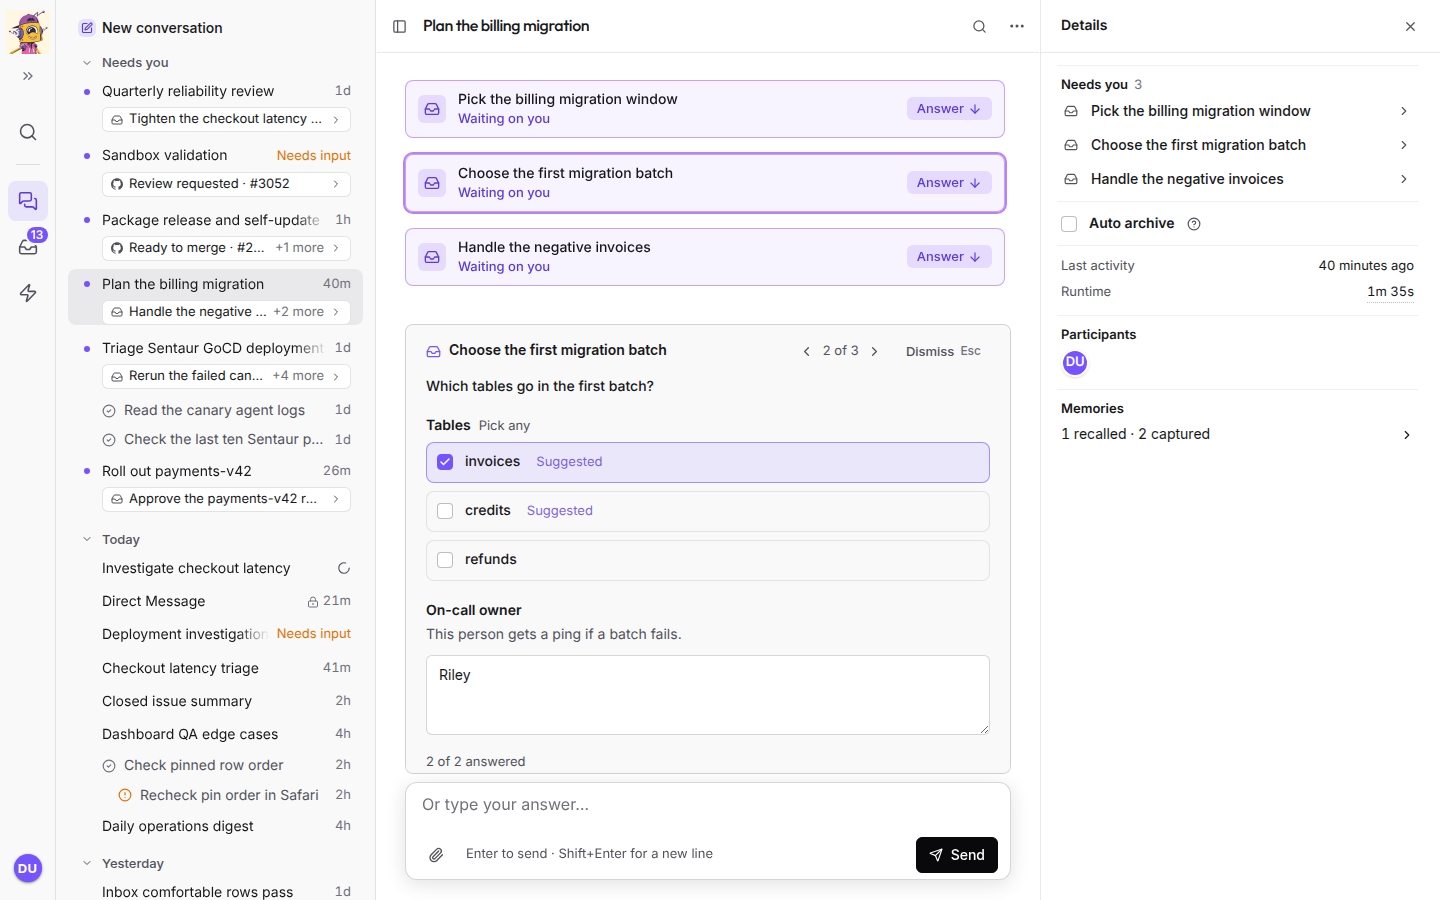 New conversation
Needs you
Quarterly reliability review 1d
Tighten the checkout latency ...
Sandbox validation Needs input
Review requested · #3052
Package release and self-update 1h
Ready to merge · #2... +1 more
13
Plan the billing migration 40m
Handle the negative ... +2 more
Triage Sentaur GoCD deployment 1d
Rerun the failed can... +4 more
Read the canary agent logs 1d
Check the last ten Sentaur p... 1d
Roll out payments-v42 26m
Approve the payments-v42 r...
Today
Investigate checkout latency
Direct Message 21m
Deployment investigation Needs input
Checkout latency triage 41m
Closed issue summary 2h
Dashboard QA edge cases 4h
Check pinned row order 2h
Recheck pin order in Safari 2h
Daily operations digest 4h
Yesterday
Inbox comfortable rows pass 1d
DU
Plan the billing migration
Pick the billing migration window
Waiting on you
Answer
Choose the first migration batch
Waiting on you
Answer
Handle the negative invoices
Waiting on you
Answer
Choose the first migration batch 2 of 3 Dismiss Esc
Which tables go in the first batch?
Tables Pick any
invoices Suggested
credits Suggested
refunds
On-call owner
This person gets a ping if a batch fails.
Riley
2 of 2 answered
Or type your answer...
Enter to send · Shift+Enter for a new line
Send
Details
Needs you 3
Pick the billing migration window
Choose the first migration batch
Handle the negative invoices
Auto archive
Last activity 40 minutes ago
Runtime 1m 35s
Participants
DU
Memories
1 recalled · 2 captured